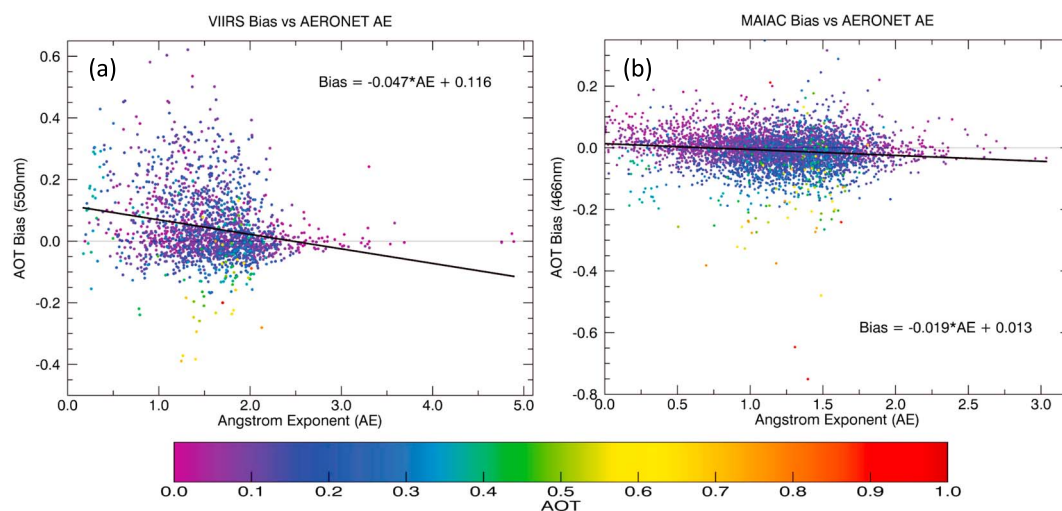 VIIRS Bias vs AERONET AE
(a)
Bias = -0.047*AE + 0.116
AOT Bias (550nm)
0.6
0.4
0.2
0.0
-0.2
-0.4
0.0 1.0 2.0 3.0 4.0 5.0
Angstrom Exponent (AE)
MAIAC Bias vs AERONET AE
(b)
Bias = -0.019*AE + 0.013
AOT Bias (466nm)
0.2
0.0
-0.2
-0.4
-0.6
-0.8
0.0 0.5 1.0 1.5 2.0 2.5 3.0
Angstrom Exponent (AE)
0.0 0.1 0.2 0.3 0.4 0.5 0.6 0.7 0.8 0.9 1.0
AOT